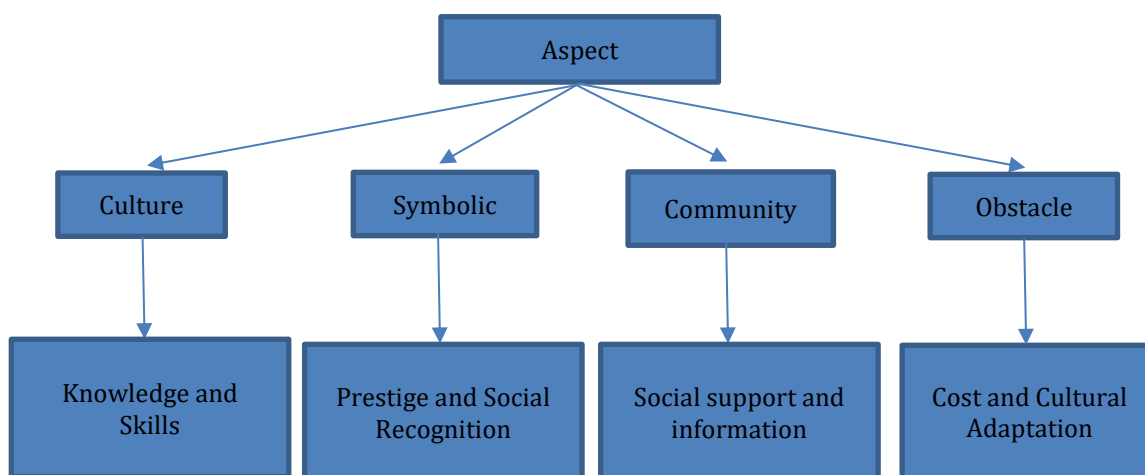 Aspect
Culture
Symbolic
Community
Obstacle
Knowledge and
Skills
Prestige and Social
Recognition
Social support and
information
Cost and Cultural
Adaptation